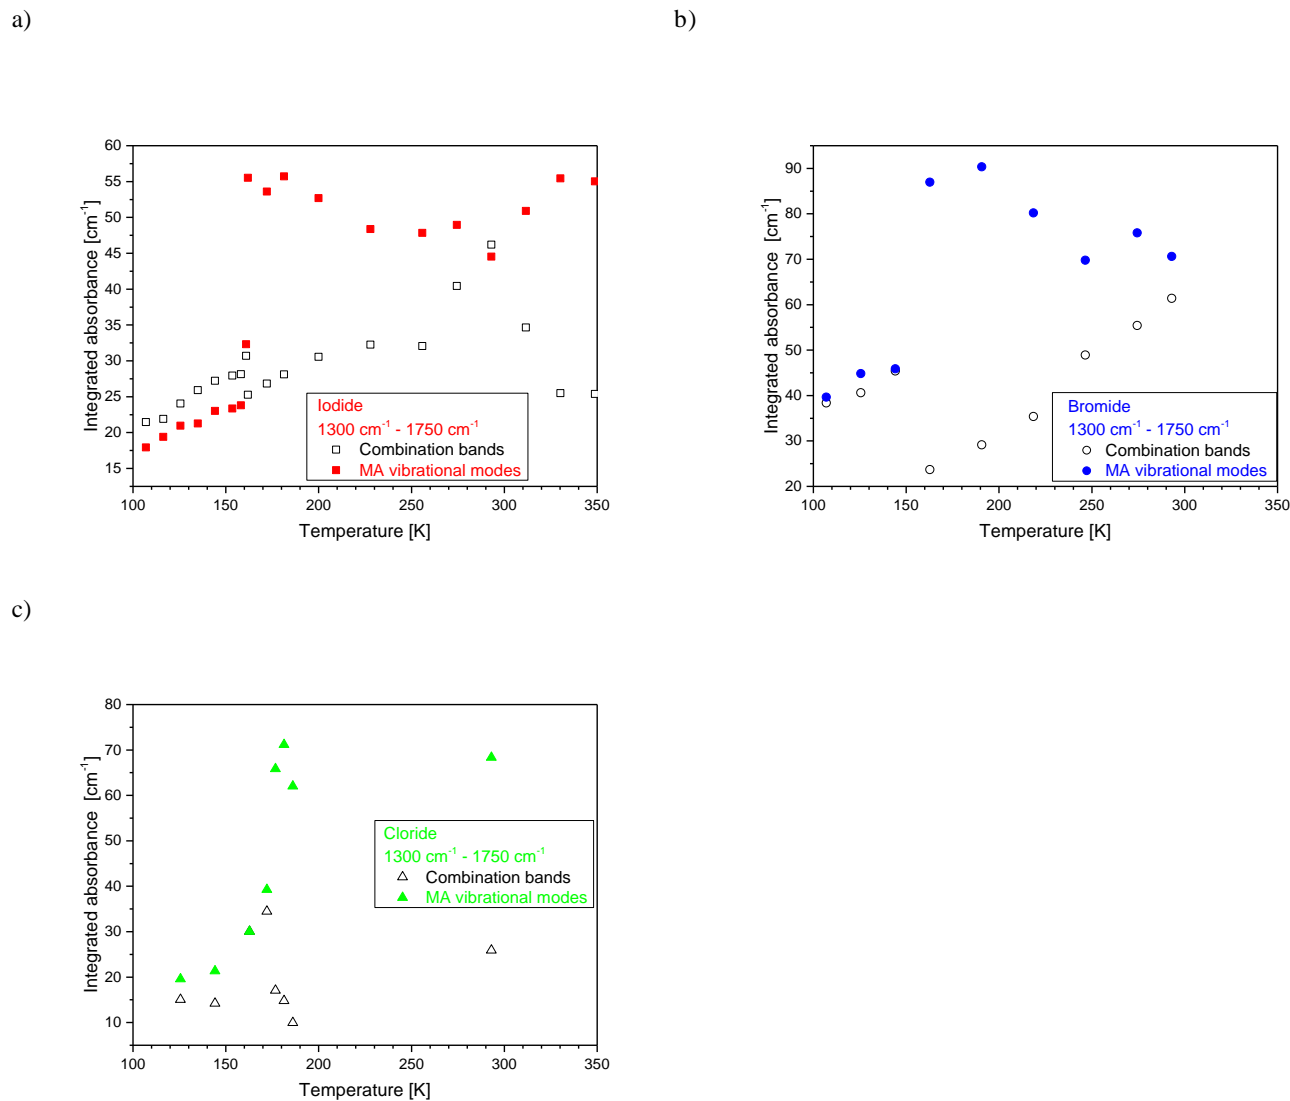 a)
b)
60
55
50
45
40
35
30
25
20
15
Integrated absorbance [cm⁻¹]
Iodide
1300 cm⁻¹ - 1750 cm⁻¹
Combination bands
MA vibrational modes
100 150 200 250 300 350
Temperature [K]
90
80
70
60
50
40
30
20
Integrated absorbance [cm⁻¹]
Bromide
1300 cm⁻¹ - 1750 cm⁻¹
Combination bands
MA vibrational modes
100 150 200 250 300 350
Temperature [K]
c)
80
70
60
50
40
30
20
10
Integrated absorbance [cm⁻¹]
Cloride
1300 cm⁻¹ - 1750 cm⁻¹
Combination bands
MA vibrational modes
100 150 200 250 300 350
Temperature [K]